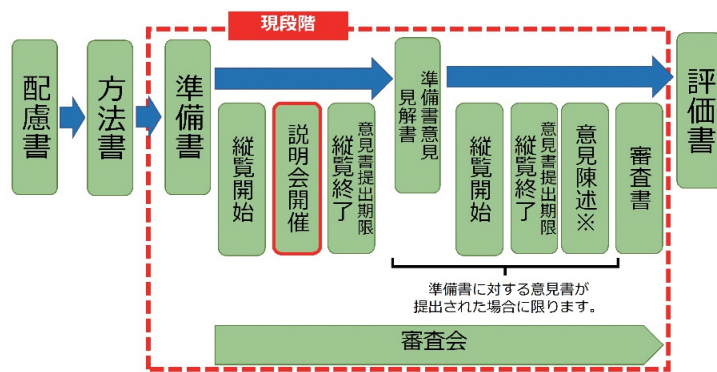 現段階
配慮書
方法書
準備書
縦覧開始
説明会開催
意見書提出期限
縦覧終了
準備書意見
見解書
縦覧開始
意見書提出期限
縦覧終了
意見陳述※
審査書
評価書
準備書に対する意見書が
提出された場合に限ります。
審査会